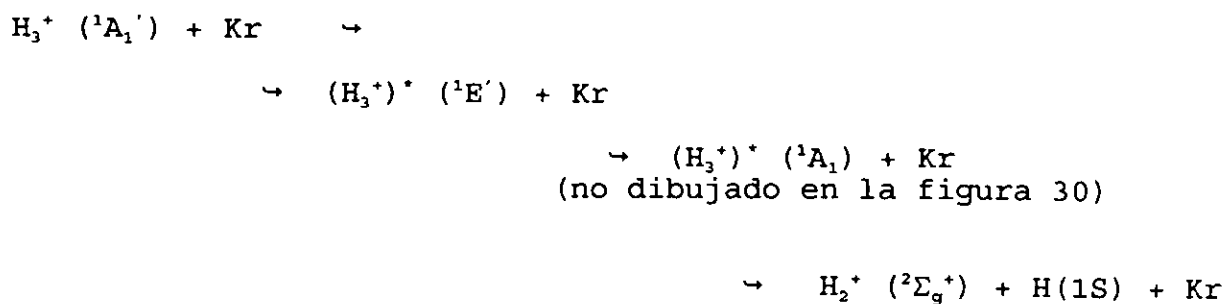 H₃⁺ (¹A₁′) + Kr ↪
↪ (H₃⁺)* (¹E′) + Kr
→ (H₃⁺)* (¹A₁) + Kr
(no dibujado en la figura 30)
→ H₂⁺ (²Σg⁺) + H(1S) + Kr